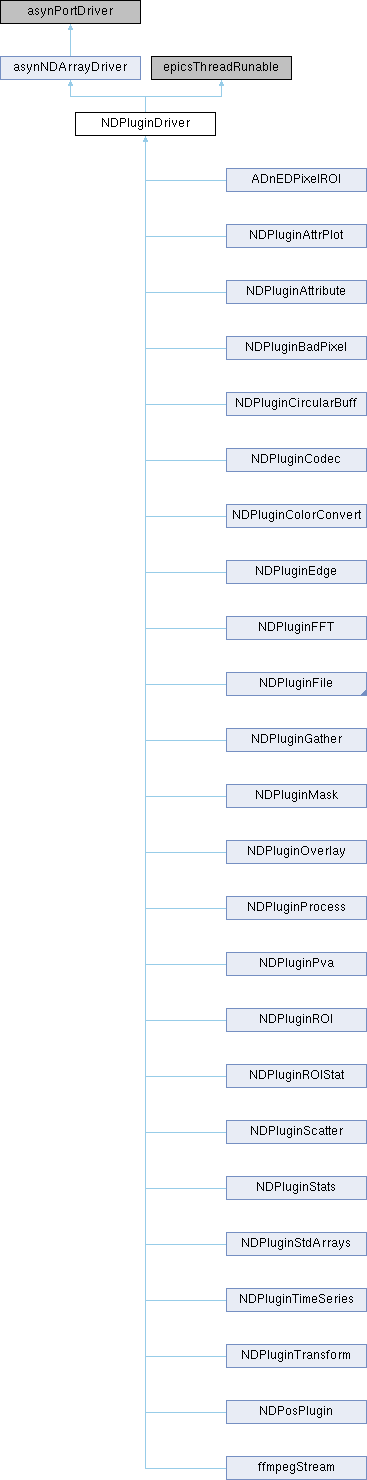 asynPortDriver
asynNDArrayDriver
epicsThreadRunable
NDPluginDriver
ADnEDPixelROI
NDPluginAttrPlot
NDPluginAttribute
NDPluginBadPixel
NDPluginCircularBuff
NDPluginCodec
NDPluginColorConvert
NDPluginEdge
NDPluginFFT
NDPluginFile
NDPluginGather
NDPluginMask
NDPluginOverlay
NDPluginProcess
NDPluginPva
NDPluginROI
NDPluginROIStat
NDPluginScatter
NDPluginStats
NDPluginStdArrays
NDPluginTimeSeries
NDPluginTransform
NDPosPlugin
ffmpegStream